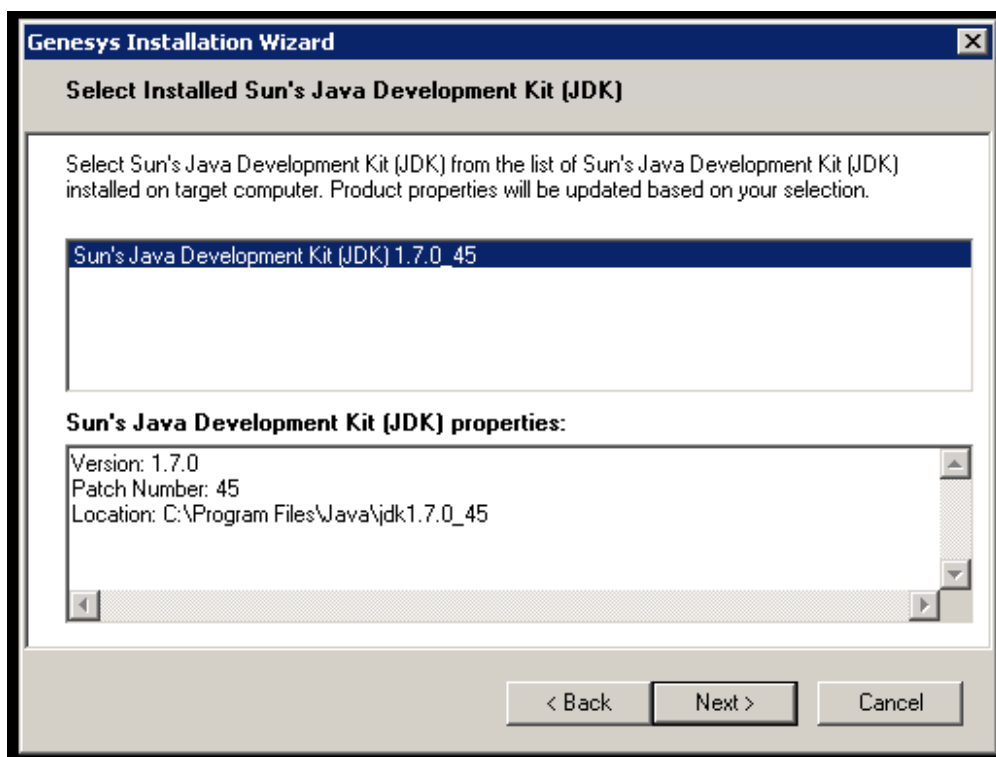 Genesys Installation Wizard
Select Installed Sun's Java Development Kit (JDK)
Select Sun's Java Development Kit (JDK) from the list of Sun's Java Development Kit (JDK)
installed on target computer. Product properties will be updated based on your selection.
Sun's Java Development Kit (JDK) 1.7.0_45
Sun's Java Development Kit (JDK) properties:
Version: 1.7.0
Patch Number: 45
Location: C:\Program Files\Java\jdk1.7.0_45
< Back Next > Cancel